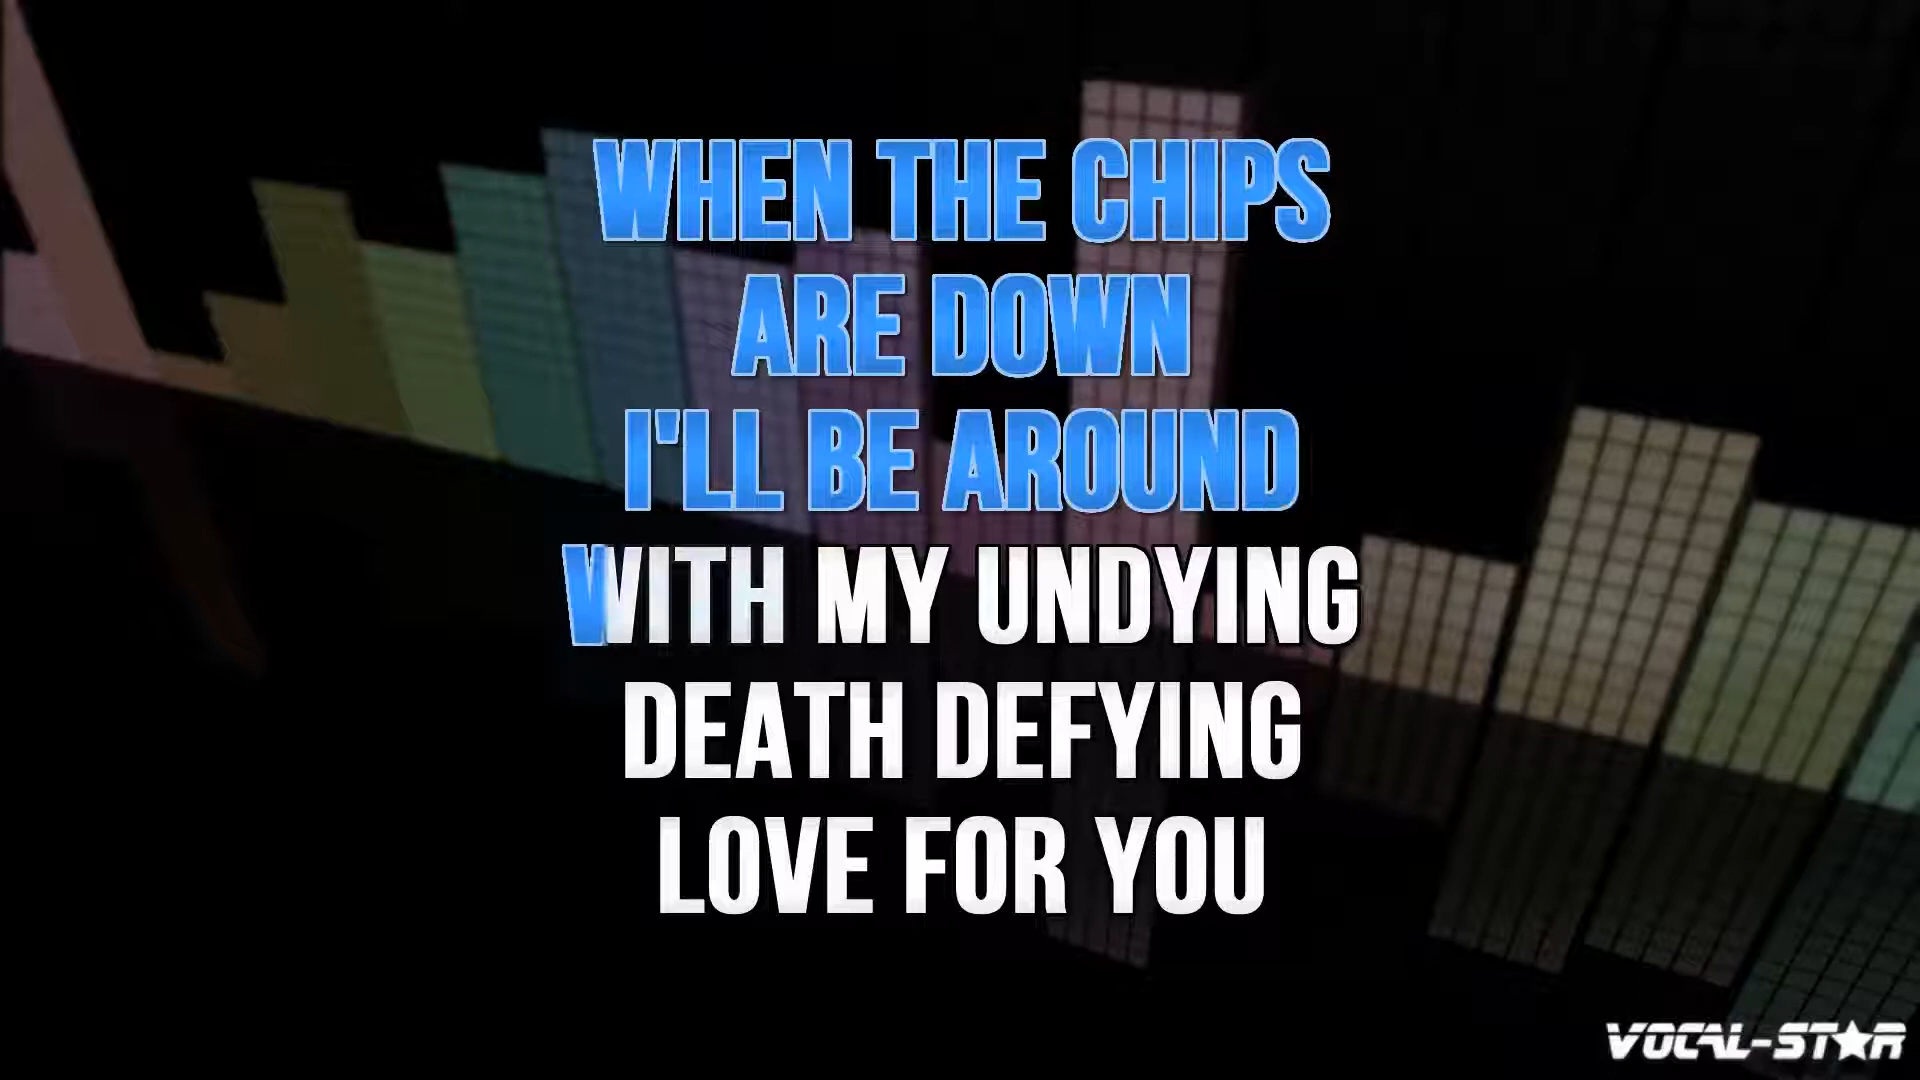 WHEN THE CHIPS
ARE DOWN
I'LL BE AROUND
WITH MY UNDYING
DEATH DEFYING
LOVE FOR YOU
VOCAL-STAR